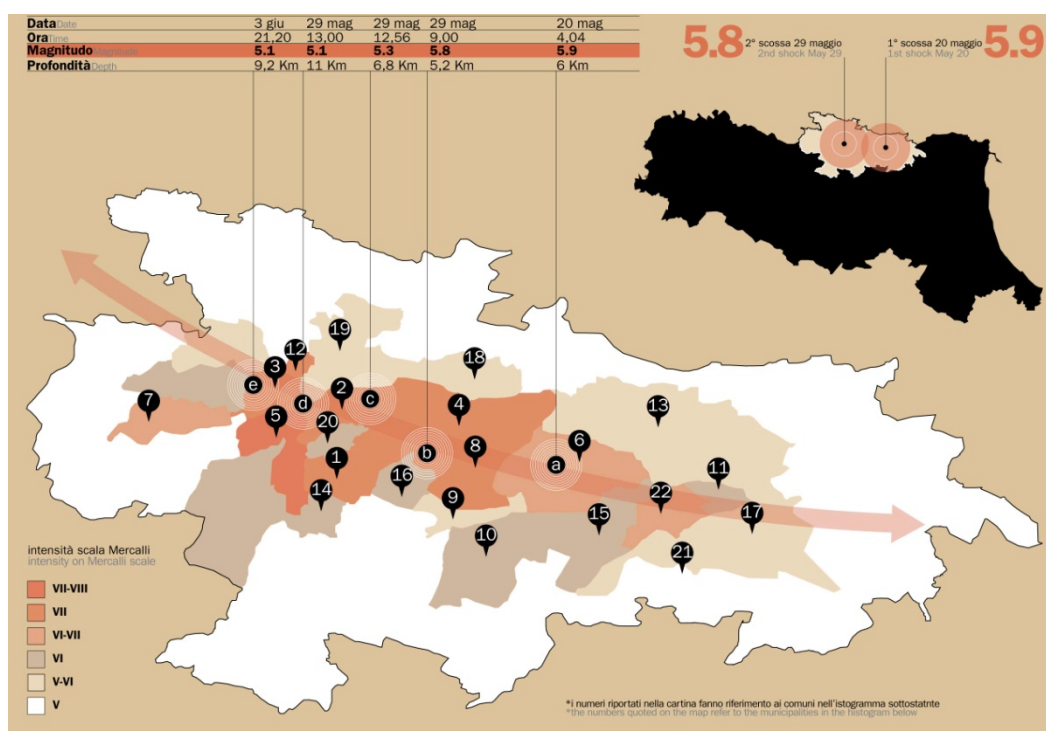 DataDate 3 giu 29 mag 29 mag 29 mag 20 mag
OraTime 21,20 13,00 12,56 9,00 4,04
MagnitudoMagnitude 5.1 5.1 5.3 5.8 5.9
ProfonditàDepth 9,2 Km 11 Km 6,8 Km 5,2 Km 6 Km
5.8 2° scossa 29 maggio
2nd shock May 29
1° scossa 20 maggio 5.9
1st shock May 20
19
12
3
18
e
7
d
2
c
4
13
5
20
8
6
b
a
1
16
11
14
9
22
15
17
10
21
intensità scala Mercalli
intensity on Mercalli scale
VII-VIII
VII
VI-VII
VI
V-VI
V
*i numeri riportati nella cartina fanno riferimento ai comuni nell'istogramma sottostatnte
*the numbers quoted on the map refer to the municipalities in the histogram below